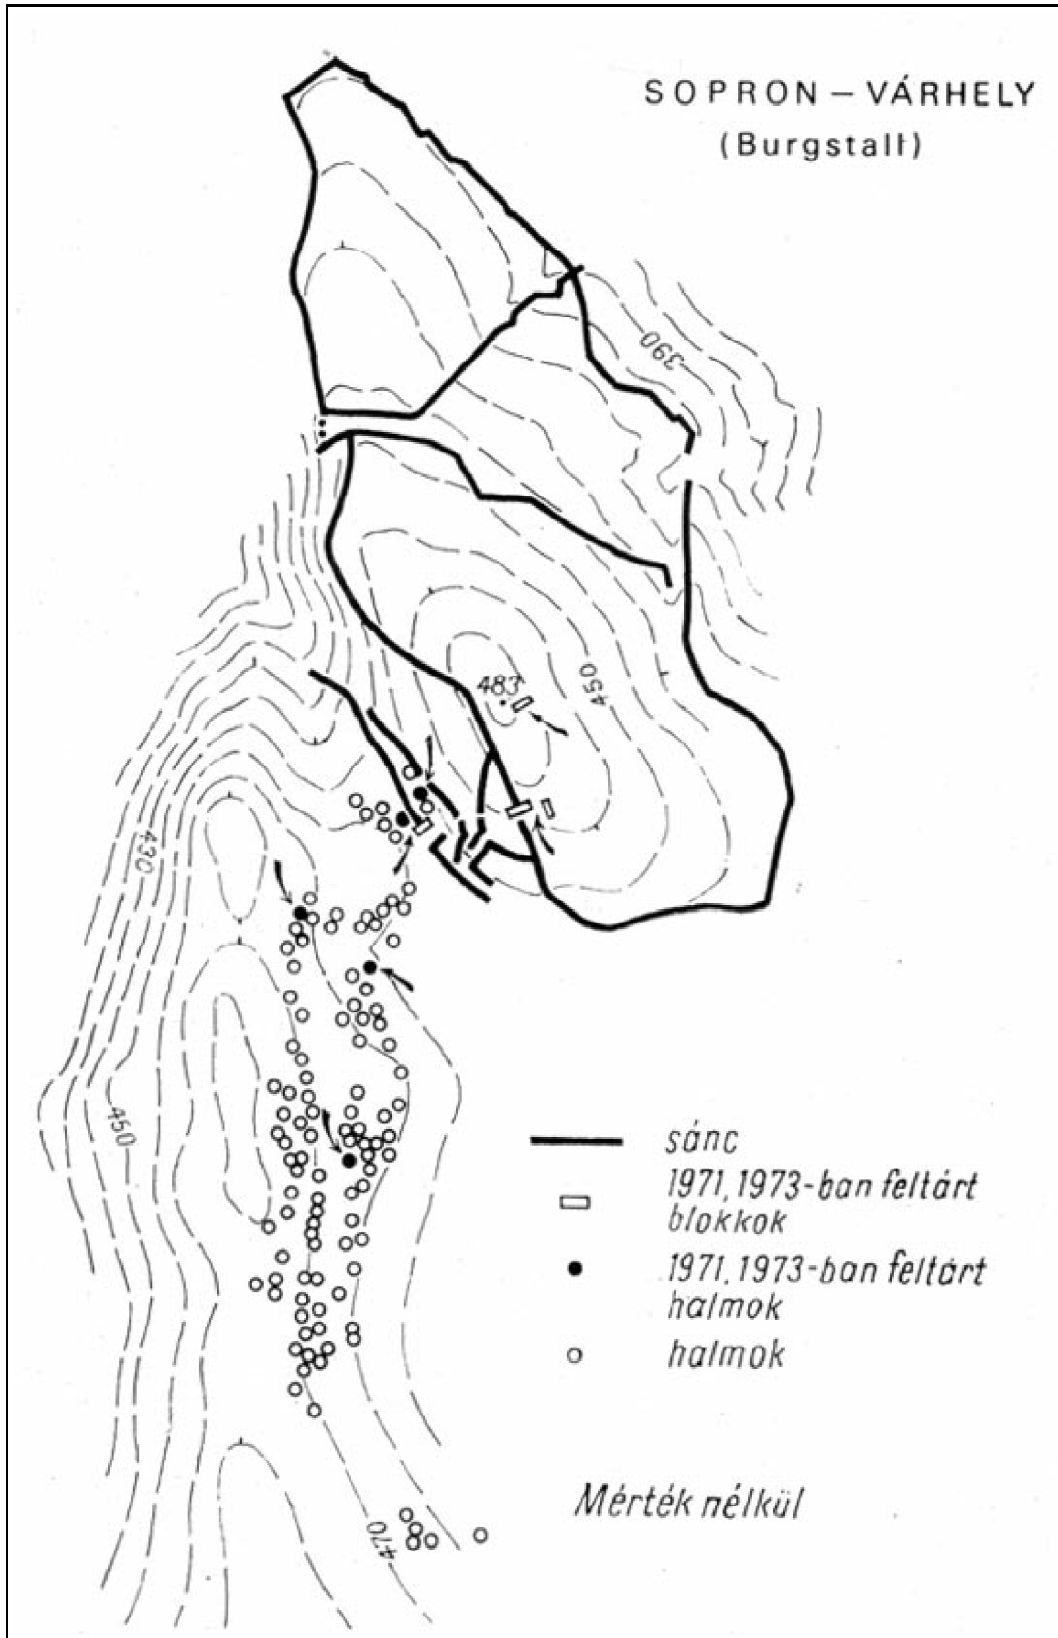 SOPRON – VÁRHELY
(Burgstall)
390
483
450
430
450
470
sánc
1971, 1973-ban feltárt
blokkok
1971, 1973-ban feltárt
halmok
halmok
Mérték nélkül